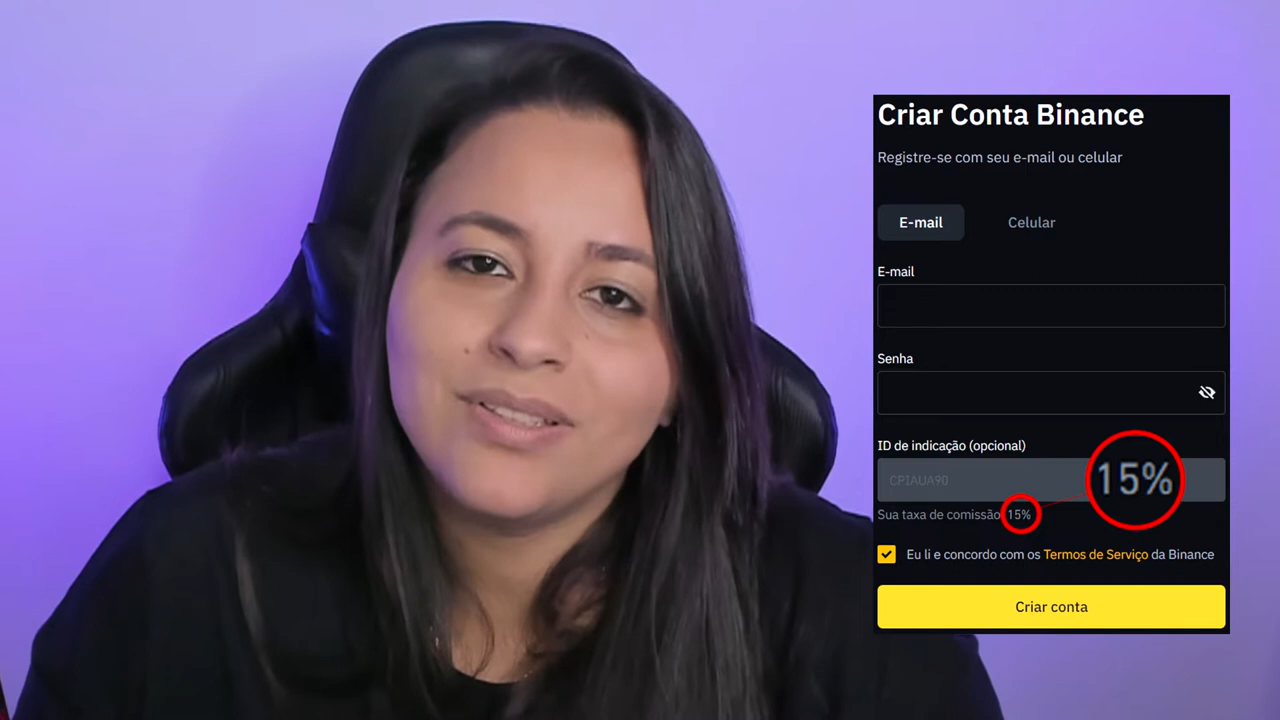 Criar Conta Binance
Registre-se com seu e-mail ou celular
E-mail Celular
E-mail
Senha
ID de indicação (opcional)
CPIAUA90
15%
Sua taxa de comissão 15%
Eu li e concordo com os Termos de Serviço da Binance
Criar conta